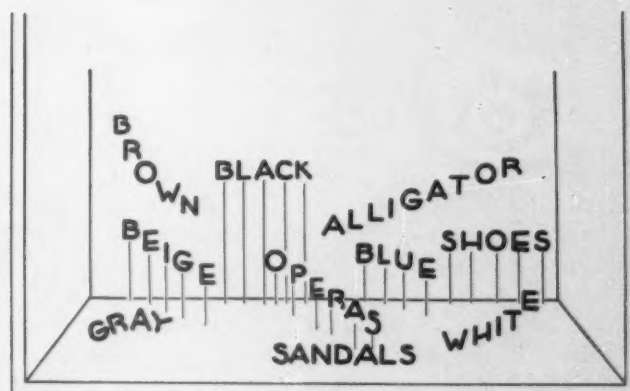 BROWN
BLACK
ALLIGATOR
BEIGE
OPERAS
BLUE
SHOES
GRAY
WHITE
SANDALS